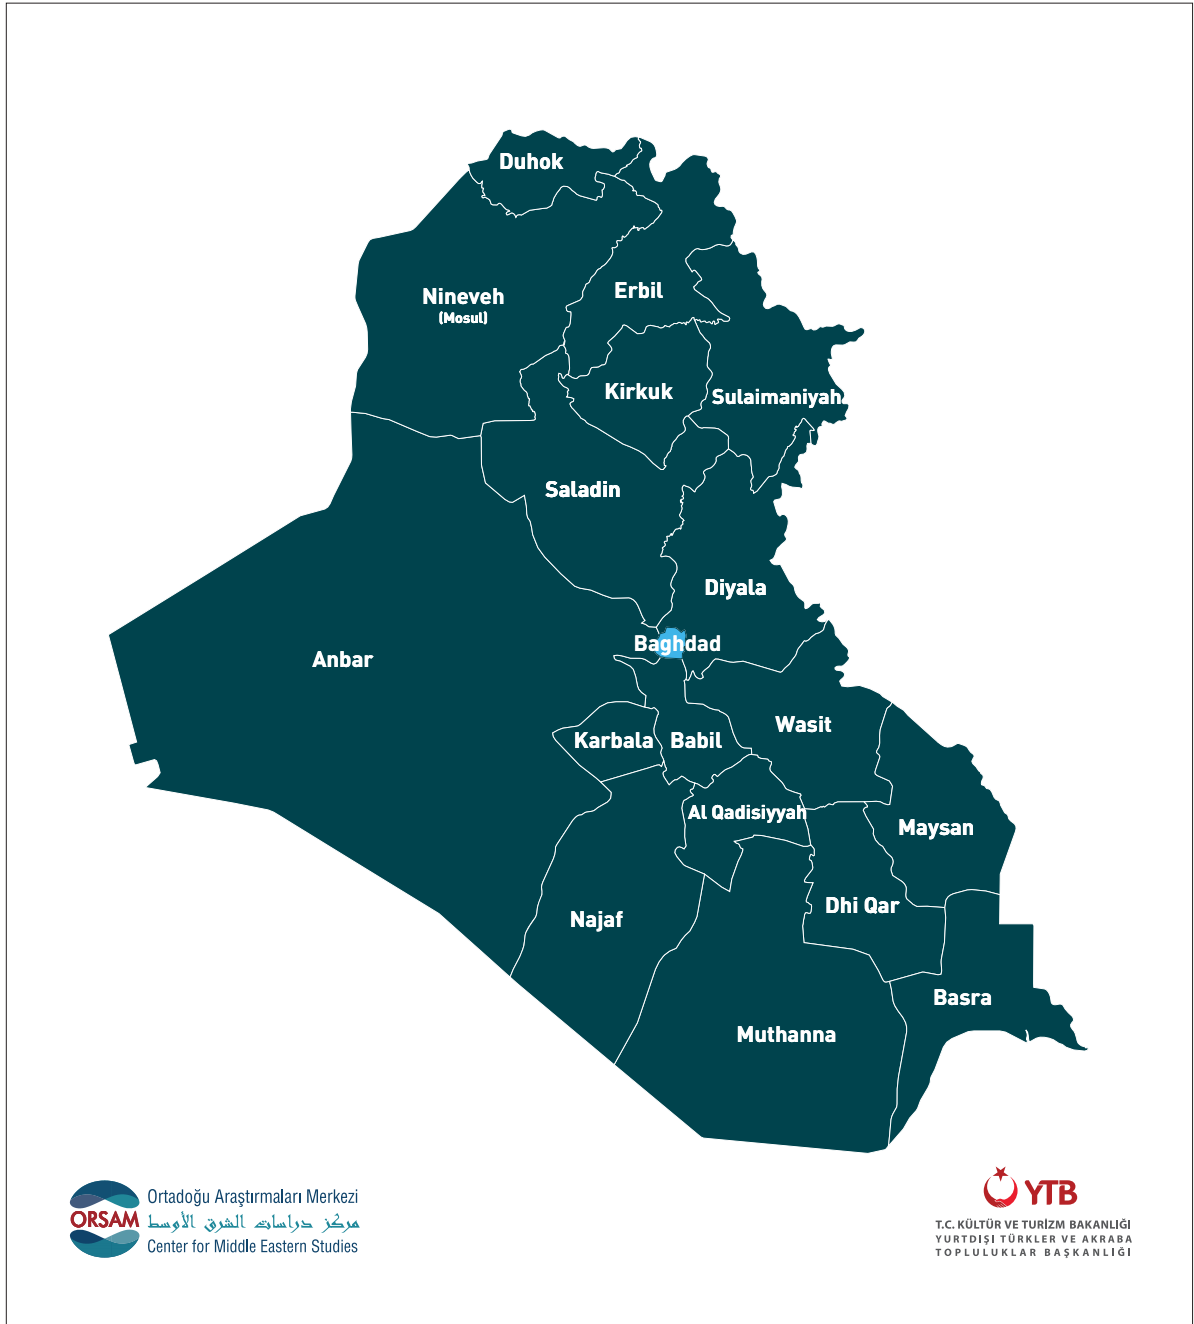 Duhok
Nineveh
(Mosul)
Erbil
Kirkuk
Sulaimaniyah
Saladin
Diyala
Baghdad
Anbar
Wasit
Karbala
Babil
Al Qadisiyyah
Maysan
Dhi Qar
Najaf
Basra
Muthanna
ORSAM
Ortadoğu Araştırmaları Merkezi
مركز دراسات الشرق الأوسط
Center for Middle Eastern Studies
YTB
T.C. KÜLTÜR VE TURİZM BAKANLIĞI
YURTDIŞI TÜRKLER VE AKRABA
TOPLULUKLAR BAŞKANLIĞI